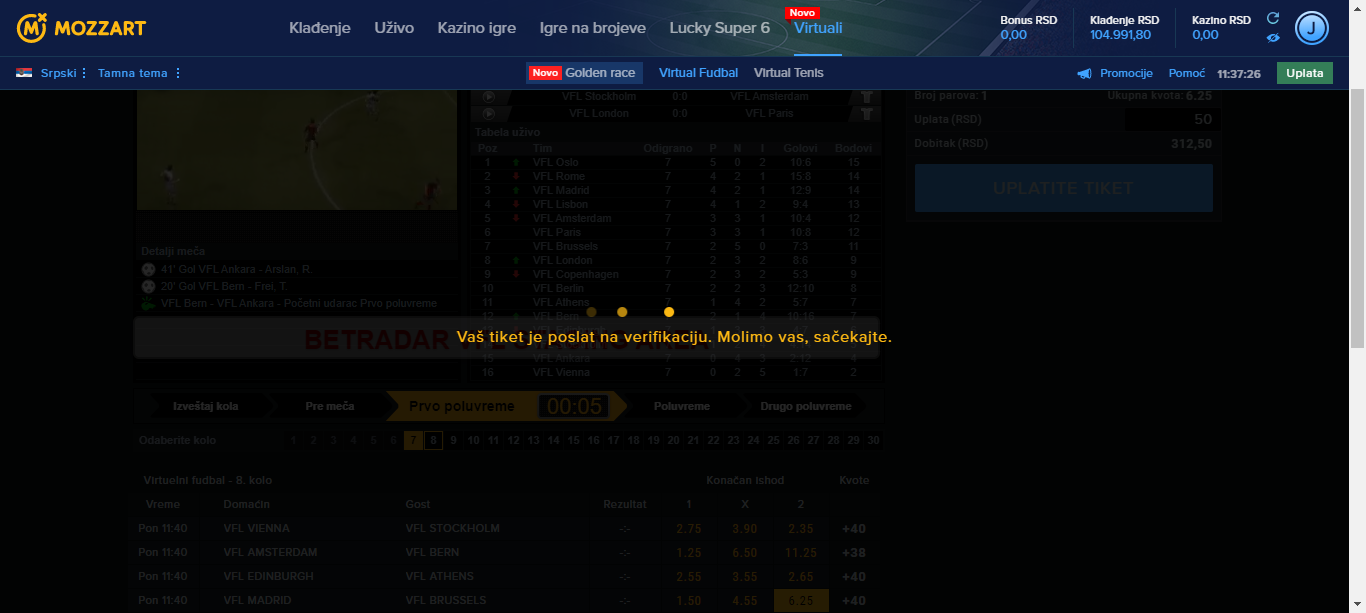 MOZZART
Klađenje Uživo Kazino igre Igre na brojeve Lucky Super 6 Novo Virtuali
Bonus RSD Klađenje RSD Kazino RSD
0,00 104.991,80 0,00 J
Srpski Tamna tema Novo Golden race Virtual Fudbal Virtual Tenis Promocije Pomoć 11:37:26 Uplata
VFL Stockholm 0:0 VFL Amsterdam
VFL London 0:0 VFL Paris
Tabela uživo
Poz Tim Odigrano P N I Golovi Bodovi
1 VFL Oslo 7 5 0 2 10:6 15
2 VFL Rome 7 4 2 1 15:8 14
3 VFL Madrid 7 4 2 1 12:9 14
4 VFL Lisbon 7 4 1 2 9:4 13
5 VFL Amsterdam 7 3 3 1 10:4 12
6 VFL Paris 7 3 3 1 10:8 12
7 VFL Brussels 7 2 5 0 7:3 11
8 VFL London 7 2 3 2 8:6 9
9 VFL Copenhagen 7 2 3 2 5:3 9
10 VFL Berlin 7 2 2 3 12:10 8
11 VFL Athens 7 1 4 2 5:7 7
12 VFL Bern 7 2 1 4 10:16 7
15 VFL Ankara 7 0 4 3 2:12 4
16 VFL Vienna 7 0 2 5 1:7 2
Broj parova: 1 Ukupna kvota: 6.25
Uplata (RSD) 50
Dobitak (RSD) 312,50
UPLATITE TIKET
Detalji meča
41' Gol VFL Ankara - Arslan, R.
20' Gol VFL Bern - Frei, T.
VFL Bern - VFL Ankara - Početni udarac Prvo poluvreme
BETRADAR
Vaš tiket je poslat na verifikaciju. Molimo vas, sačekajte.
Izveštaj kola Pre meča Prvo poluvreme 00:05 Poluvreme Drugo poluvreme
Odaberite kolo 1 2 3 4 5 6 7 8 9 10 11 12 13 14 15 16 17 18 19 20 21 22 23 24 25 26 27 28 29 30
Virtuelni fudbal - 8. kolo Konačan ishod Kvote
Vreme Domaćin Gost Rezultat 1 X 2
Pon 11:40 VFL VIENNA VFL STOCKHOLM -:- 2.75 3.90 2.35 +40
Pon 11:40 VFL AMSTERDAM VFL BERN -:- 1.25 6.50 11.25 +38
Pon 11:40 VFL EDINBURGH VFL ATHENS -:- 2.55 3.55 2.65 +40
Pon 11:40 VFL MADRID VFL BRUSSELS -:- 1.50 4.55 6.25 +40